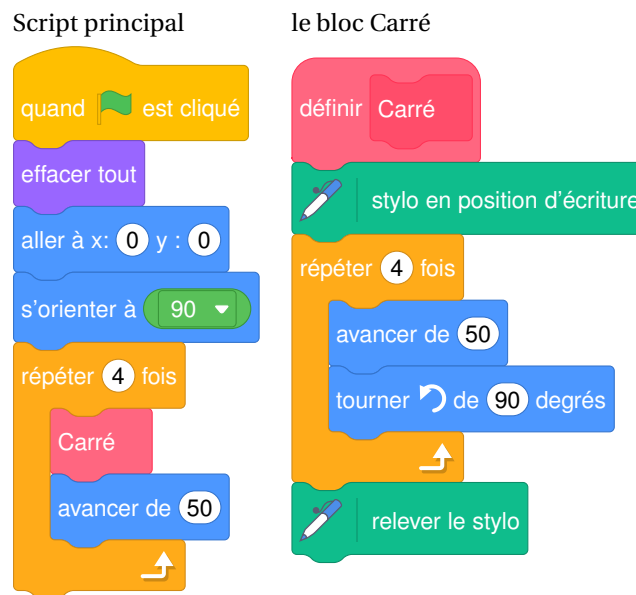 Script principal
quand est cliqué
effacer tout
aller à x: 0 y : 0
s'orienter à 90
répéter 4 fois
Carré
avancer de 50
le bloc Carré
définir Carré
stylo en position d'écriture
répéter 4 fois
avancer de 50
tourner de 90 degrés
relever le stylo